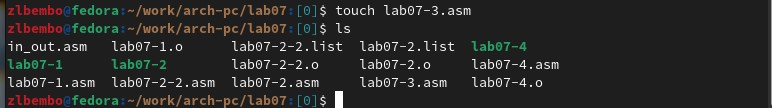 zlbembo@fedora:~/work/arch-pc/lab07:[0]$ touch lab07-3.asm
zlbembo@fedora:~/work/arch-pc/lab07:[0]$ ls
in_out.asm   lab07-1.o     lab07-2-2.list  lab07-2.list  lab07-4
lab07-1      lab07-2       lab07-2-2.o     lab07-2.o     lab07-4.asm
lab07-1.asm  lab07-2-2.asm  lab07-2.asm     lab07-3.asm   lab07-4.o
zlbembo@fedora:~/work/arch-pc/lab07:[0]$